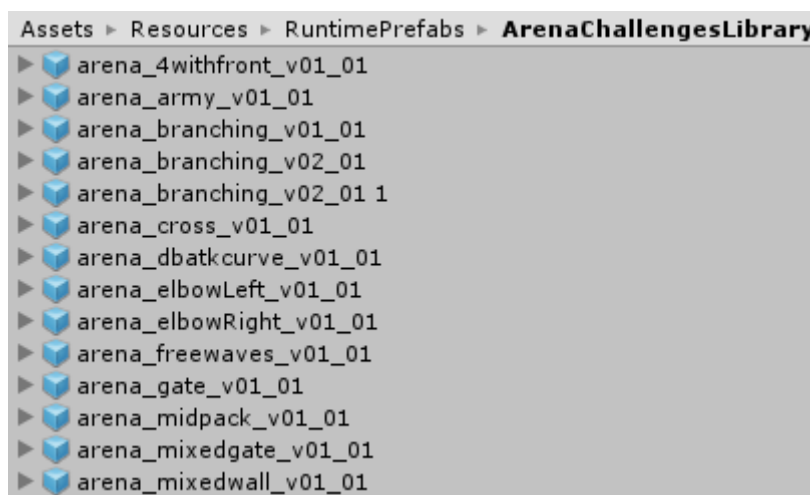 Assets ▸ Resources ▸ RuntimePrefabs ▸ ArenaChallengesLibrary
arena_4withfront_v01_01
arena_army_v01_01
arena_branching_v01_01
arena_branching_v02_01
arena_branching_v02_01 1
arena_cross_v01_01
arena_dbatkcurve_v01_01
arena_elbowLeft_v01_01
arena_elbowRight_v01_01
arena_freewaves_v01_01
arena_gate_v01_01
arena_midpack_v01_01
arena_mixedgate_v01_01
arena_mixedwall_v01_01